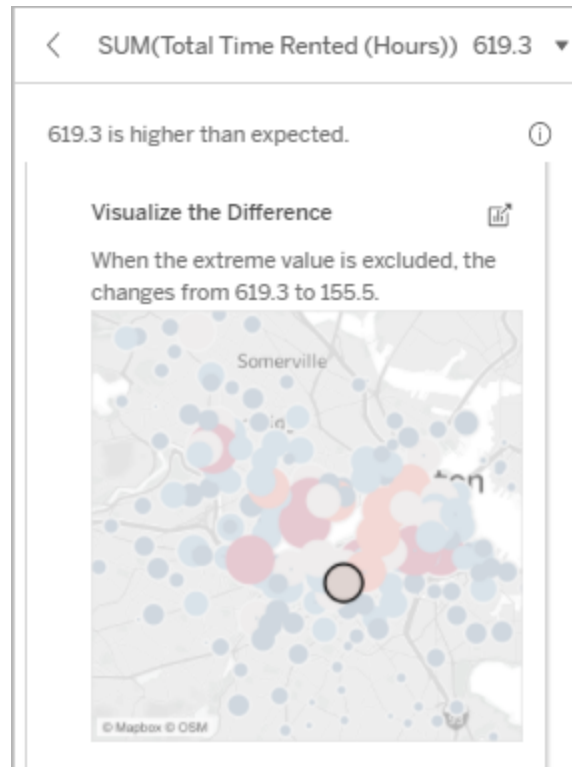 SUM(Total Time Rented (Hours)) 619.3
619.3 is higher than expected.
Visualize the Difference
When the extreme value is excluded, the
changes from 619.3 to 155.5.
Somerville
ton
© Mapbox © OSM